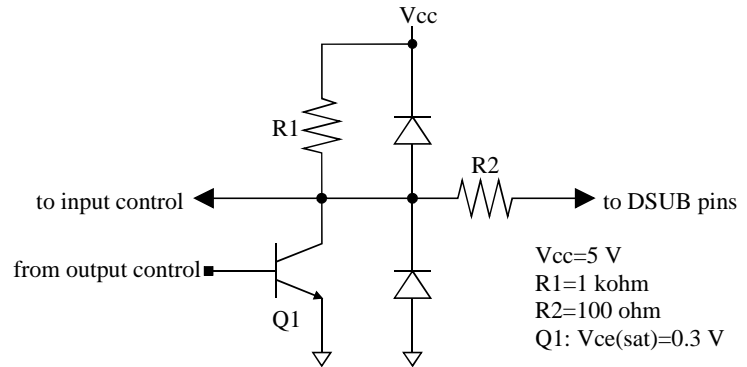 Vcc
R1
R2
to input control
to DSUB pins
from output control
Q1
Vcc=5 V
R1=1 kohm
R2=100 ohm
Q1: Vce(sat)=0.3 V